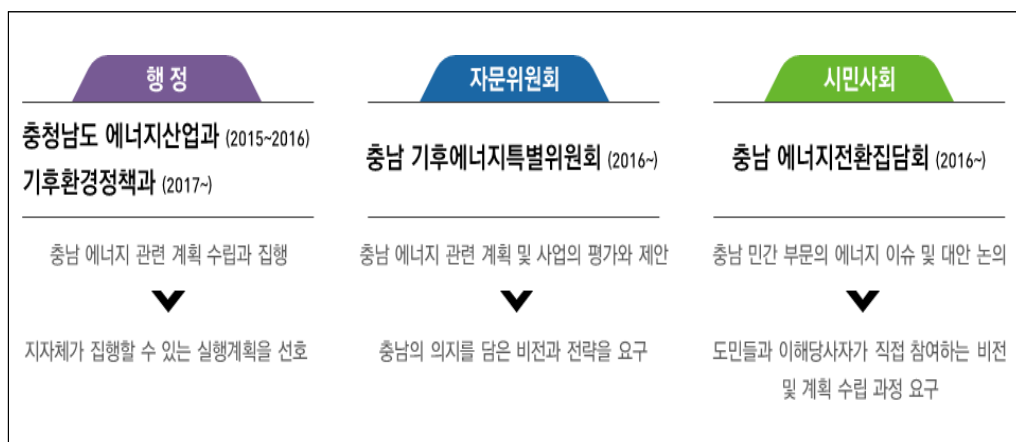 행 정
충청남도 에너지산업과 (2015~2016)
기후환경정책과 (2017~)
충남 에너지 관련 계획 수립과 집행
지자체가 집행할 수 있는 실행계획을 선호
자문위원회
충남 기후에너지특별위원회 (2016~)
충남 에너지 관련 계획 및 사업의 평가와 제안
충남의 의지를 담은 비전과 전략을 요구
시민사회
충남 에너지전환집담회 (2016~)
충남 민간 부문의 에너지 이슈 및 대안 논의
도민들과 이해당사자가 직접 참여하는 비전
및 계획 수립 과정 요구